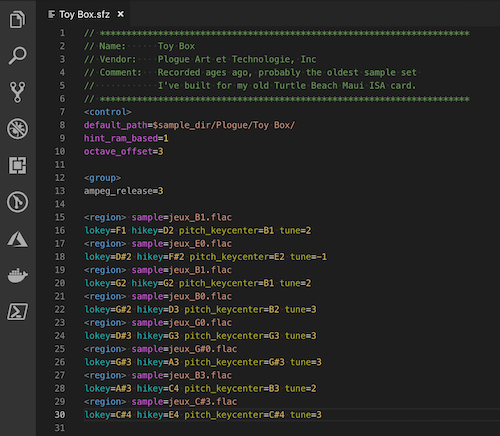 Toy Box.sfz
1 // **********************************************************************
2 // Name: Toy Box
3 // Vendor: Plogue Art et Technologie, Inc
4 // Comment: Recorded ages ago, probably the oldest sample set
5 // I've built for my old Turtle Beach Maui ISA card.
6 // **********************************************************************
7 <control>
8 default_path=$sample_dir/Plogue/Toy Box/
9 hint_ram_based=1
10 octave_offset=3
11
12 <group>
13 ampeg_release=3
14
15 <region> sample=jeux_B1.flac
16 lokey=F1 hikey=D2 pitch_keycenter=B1 tune=2
17 <region> sample=jeux_E0.flac
18 lokey=D#2 hikey=F#2 pitch_keycenter=E2 tune=-1
19 <region> sample=jeux_B1.flac
20 lokey=G2 hikey=G2 pitch_keycenter=B1 tune=2
21 <region> sample=jeux_B0.flac
22 lokey=G#2 hikey=D3 pitch_keycenter=B2 tune=3
23 <region> sample=jeux_G0.flac
24 lokey=D#3 hikey=G3 pitch_keycenter=G3 tune=3
25 <region> sample=jeux_G#0.flac
26 lokey=G#3 hikey=A3 pitch_keycenter=G#3 tune=3
27 <region> sample=jeux_B3.flac
28 lokey=A#3 hikey=C4 pitch_keycenter=B3 tune=2
29 <region> sample=jeux_C#3.flac
30 lokey=C#4 hikey=E4 pitch_keycenter=C#4 tune=3
31